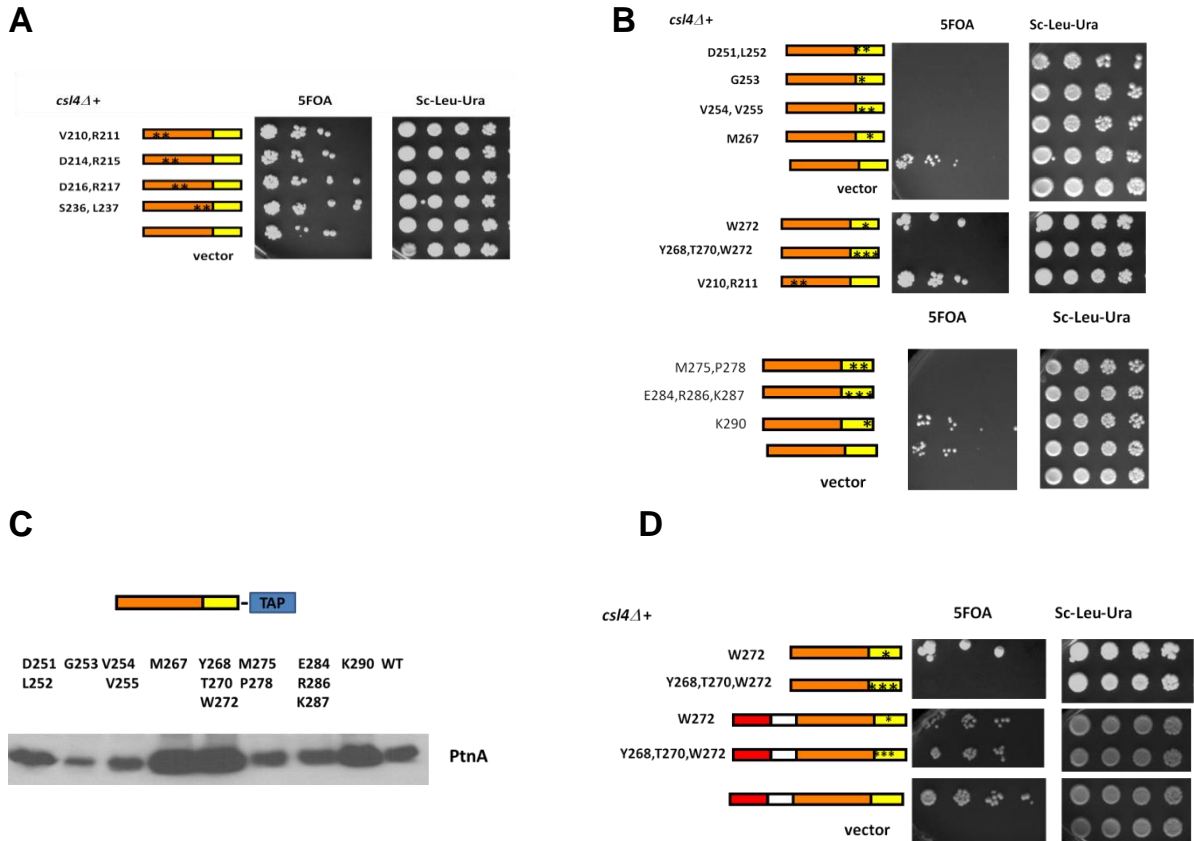 A
csl4Δ+
5FOA
Sc-Leu-Ura
V210,R211
**
D214,R215
**
D216,R217
**
S236, L237
**
vector
B
csl4Δ+
5FOA
Sc-Leu-Ura
D251,L252
**
G253
*
V254, V255
**
M267
*
vector
W272
*
Y268,T270,W272
***
V210,R211
**
5FOA
Sc-Leu-Ura
M275,P278
**
E284,R286,K287
***
K290
*
vector
C
TAP
D251 G253 V254 M267 Y268 M275 E284 K290 WT
L252 V255 T270 P278 R286
W272 K287
PtnA
D
csl4Δ+
5FOA
Sc-Leu-Ura
W272
*
Y268,T270,W272
***
W272
*
Y268,T270,W272
***
vector